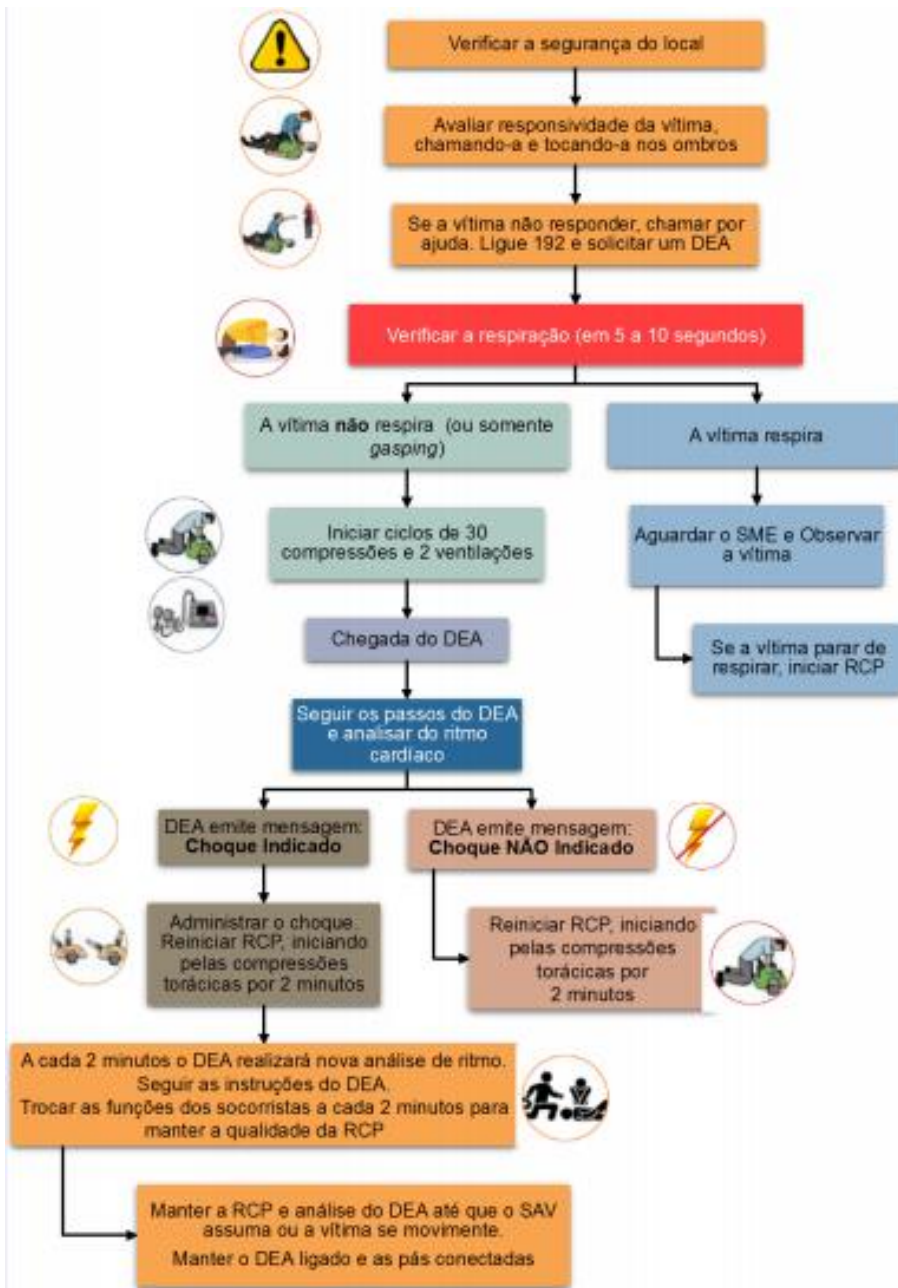 Verificar a segurança do local
Avaliar responsividade da vítima,
chamando-a e tocando-a nos ombros
Se a vítima não responder, chamar por
ajuda. Ligue 192 e solicitar um DEA
Verificar a respiração (em 5 a 10 segundos)
A vítima não respira (ou somente
gasping)
A vítima respira
Iniciar ciclos de 30
compressões e 2 ventilações
Aguardar o SME e Observar
a vítima
Chegada do DEA
Se a vítima parar de
respirar, iniciar RCP
Seguir os passos do DEA
e analisar do ritmo
cardíaco
DEA emite mensagem:
Choque Indicado
DEA emite mensagem:
Choque NÃO Indicado
Administrar o choque.
Reiniciar RCP, iniciando
pelas compressões
torácicas por 2 minutos
Reiniciar RCP, iniciando
pelas compressões
torácicas por
2 minutos
A cada 2 minutos o DEA realizará nova análise de ritmo.
Seguir as instruções do DEA.
Trocar as funções dos socorristas a cada 2 minutos para
manter a qualidade da RCP
Manter a RCP e análise do DEA até que o SAV
assuma ou a vítima se movimente.
Manter o DEA ligado e as pás conectadas